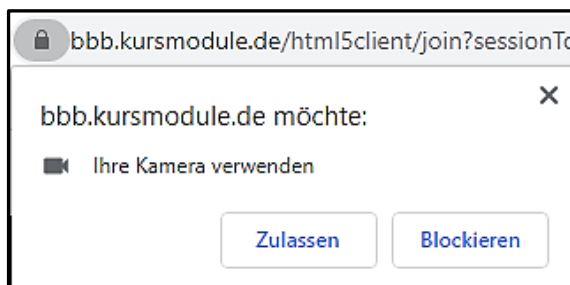 bbb.kursmodule.de/html5client/join?sessionTo
bbb.kursmodule.de möchte:
Ihre Kamera verwenden
Zulassen
Blockieren